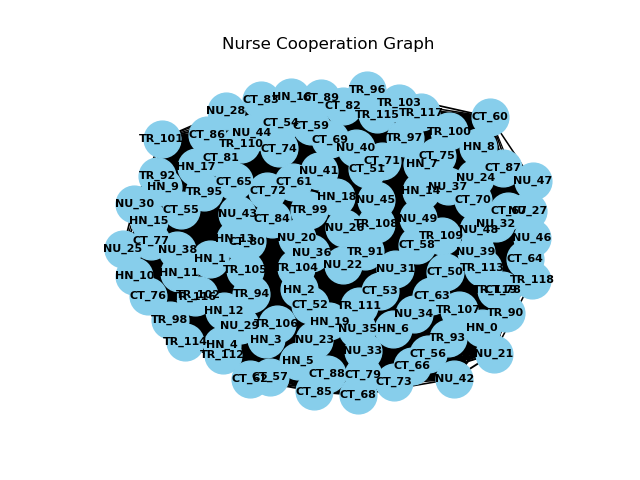 Nurse Cooperation Graph
TR_96
CT_83
HN_16
CT_89
TR_103
CT_82
NU_28
TR_115
TR_117
CT_60
CT_54
CT_59
CT_86
NU_44
TR_100
TR_101
TR_97
CT_69
TR_110
CT_74
NU_40
HN_8
CT_81
CT_75
CT_71
HN_7
HN_17
CT_51
CT_87
NU_41
TR_92
NU_24
CT_65
CT_61
NU_47
HN_9
NU_37
TR_95
CT_72
HN_14
HN_18
NU_45
CT_70
NU_30
CT_55
TR_99
NU_27
NU_43
HN_15
CT_84
NU_49
TR_108
NU_32
NU_26
NU_48
CT_77
HN_13
CT_80
NU_20
TR_109
NU_46
NU_25
NU_38
CT_58
NU_36
TR_91
NU_39
HN_1
CT_64
NU_22
TR_104
TR_105
NU_31
TR_113
HN_10
HN_11
CT_50
TR_118
HN_2
CT_53
TR_94
CT_76
TR_102
CT_63
CT_52
TR_111
HN_12
TR_107
NU_34
TR_90
TR_98
HN_19
TR_106
NU_29
NU_35
HN_6
HN_0
TR_114
HN_4
HN_3
NU_23
TR_93
NU_33
TR_112
CT_56
NU_21
HN_5
CT_66
CT_62
CT_57
CT_88
CT_79
CT_73
NU_42
CT_85
CT_68